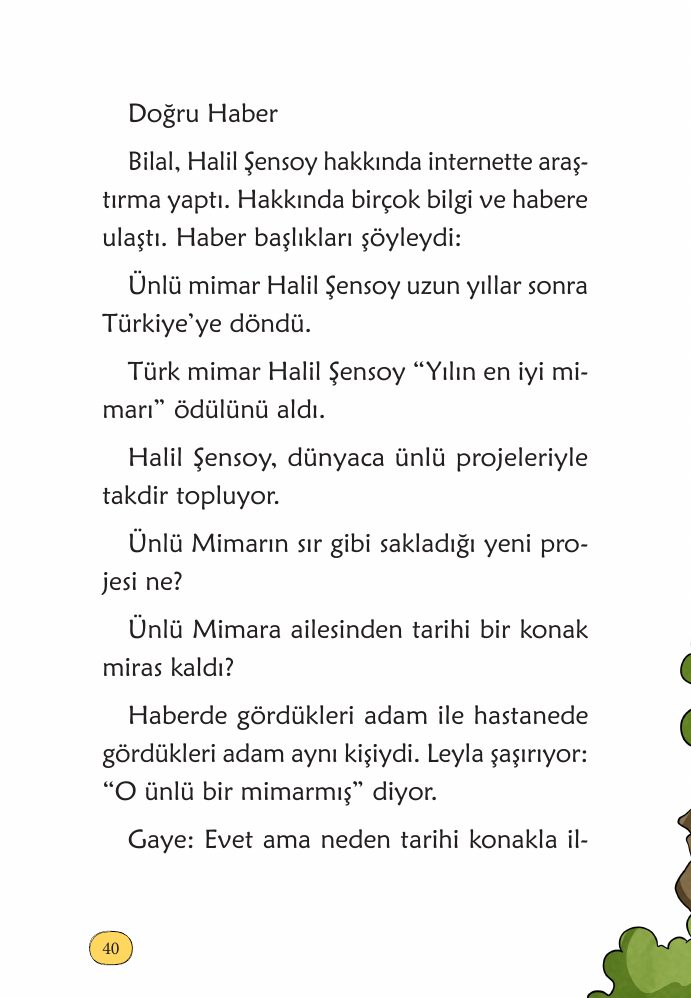 Doğru Haber
Bilal, Halil Şensoy hakkında internette araş-
tırma yaptı. Hakkında birçok bilgi ve habere
ulaştı. Haber başlıkları şöyleydi:
Ünlü mimar Halil Şensoy uzun yıllar sonra
Türkiye’ye döndü.
Türk mimar Halil Şensoy “Yılın en iyi mi-
marı” ödülünü aldı.
Halil Şensoy, dünyaca ünlü projeleriyle
takdir topluyor.
Ünlü Mimarın sır gibi sakladığı yeni pro-
jesi ne?
Ünlü Mimara ailesinden tarihi bir konak
miras kaldı?
Haberde gördükleri adam ile hastanede
gördükleri adam aynı kişiydi. Leyla şaşırıyor:
“O ünlü bir mimarmış” diyor.
Gaye: Evet ama neden tarihi konakla il-
40